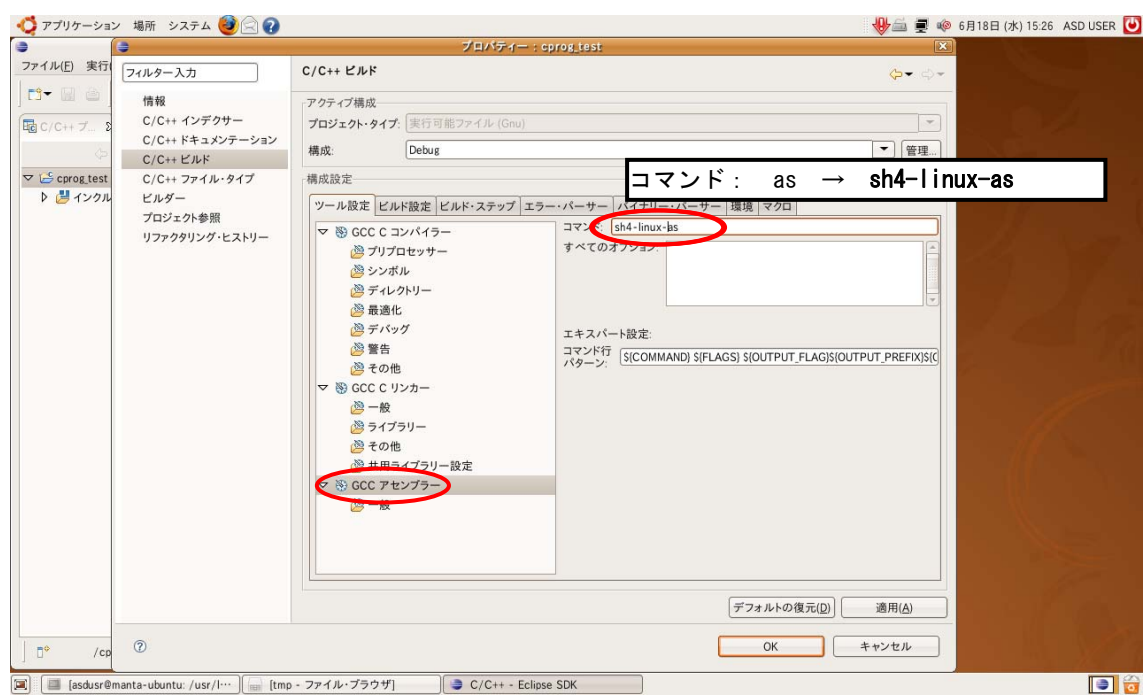 アプリケーション 場所 システム
6月18日 (水) 15:26 ASD USER
プロパティー : cprog_test
ファイル(F) 実行
C/C++ プ...
cprog_test
インクル
/cp
フィルター入力
情報
C/C++ インデクサー
C/C++ ドキュメンテーション
C/C++ ビルド
C/C++ ファイル・タイプ
ビルダー
プロジェクト参照
リファクタリング・ヒストリー
C/C++ ビルド
アクティブ構成
プロジェクト・タイプ: 実行可能ファイル (Gnu)
構成: Debug 管理...
コマンド： as → sh4-linux-as
構成設定
ツール設定 ビルド設定 ビルド・ステップ エラー・パーサー バイナリー・パーサー 環境 マクロ
GCC C コンパイラー
プリプロセッサー
シンボル
ディレクトリー
最適化
デバッグ
警告
その他
GCC C リンカー
一般
ライブラリー
その他
共用ライブラリー設定
GCC アセンブラー
一般
コマンド: sh4-linux-as
すべてのオプション:
エキスパート設定:
コマンド行
パターン:
${COMMAND} ${FLAGS} ${OUTPUT_FLAG}${OUTPUT_PREFIX}${O
デフォルトの復元(D) 適用(A)
OK キャンセル
[asdusr@manta-ubuntu: /usr/l… [tmp - ファイル・ブラウザ] C/C++ - Eclipse SDK